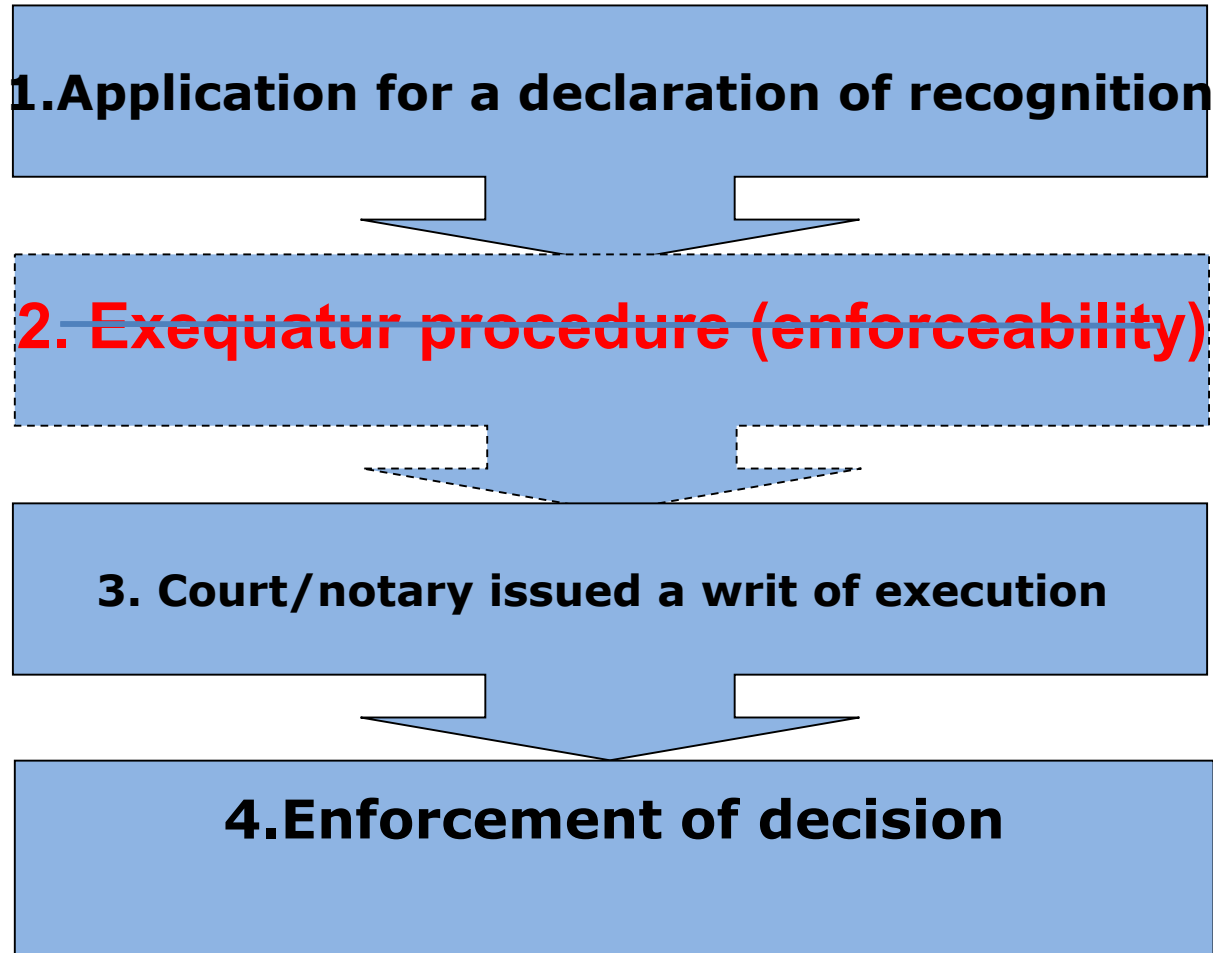 1.Application for a declaration of recognition
2. Exequatur procedure (enforceability)
3. Court/notary issued a writ of execution
4.Enforcement of decision